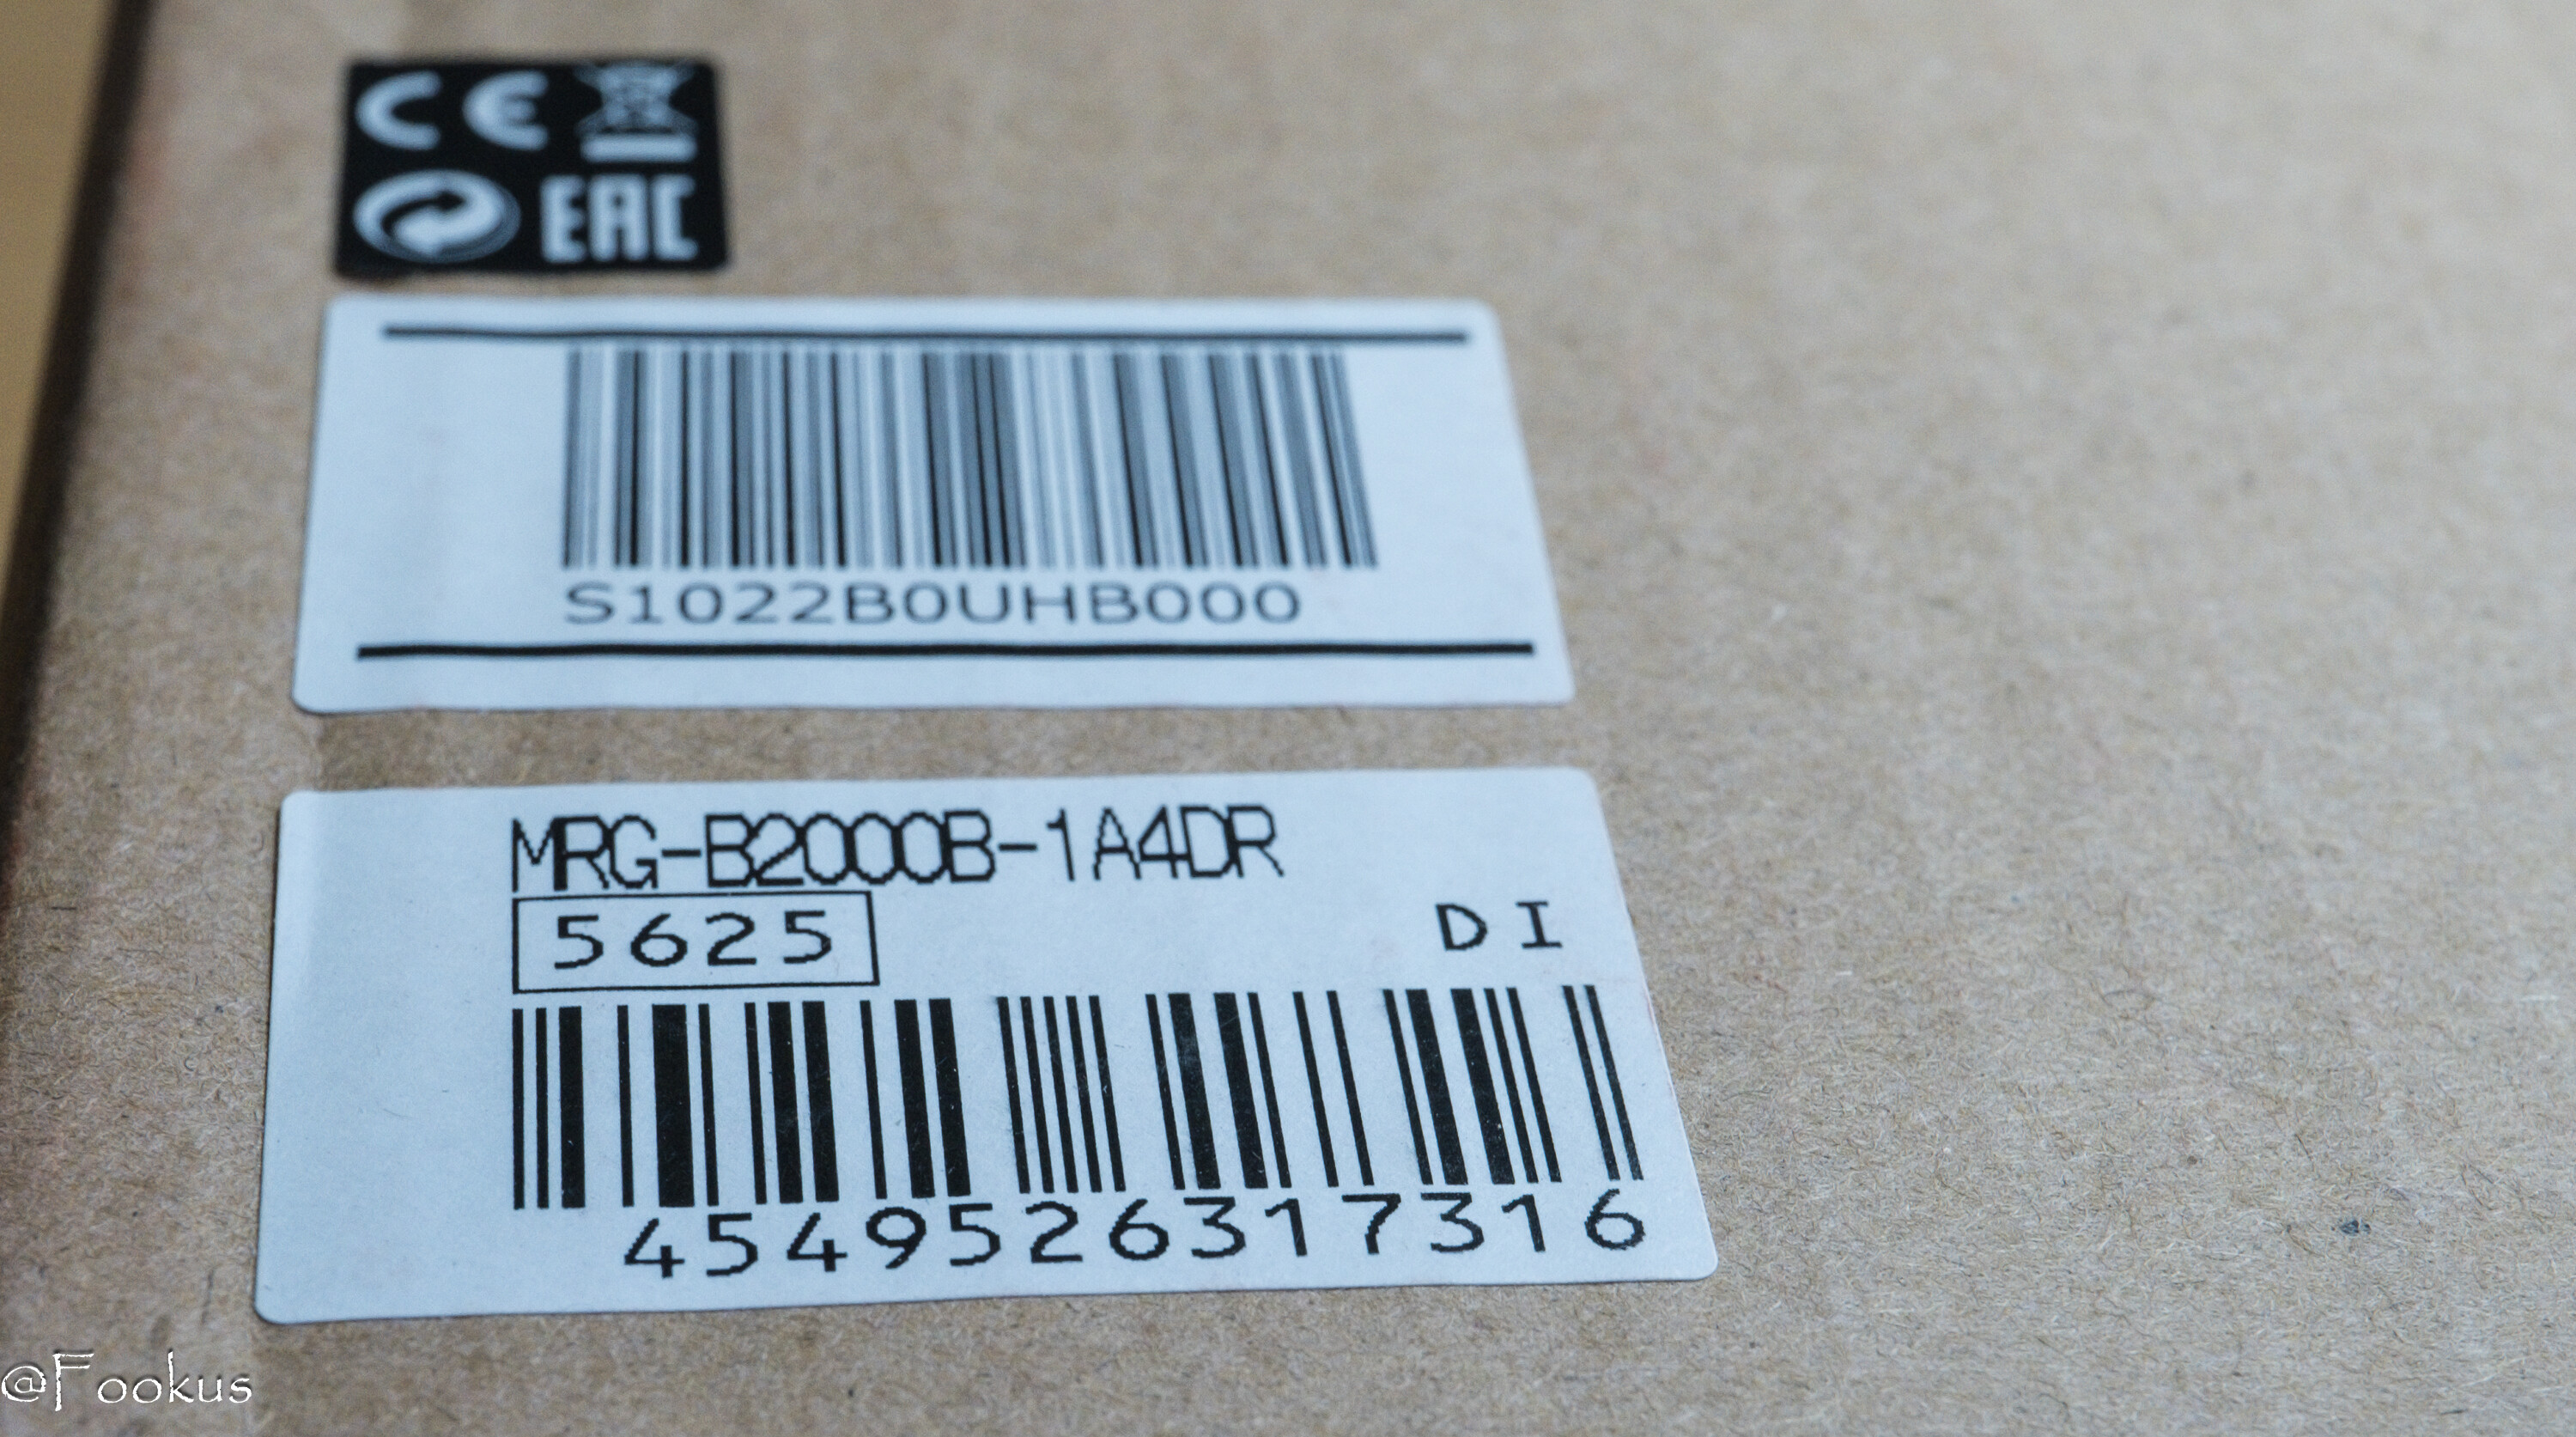 CE
EAC
S1022B0UHB000
MRG-B2000B-1A4DR
5625
DI
4549526317316
@Fookus